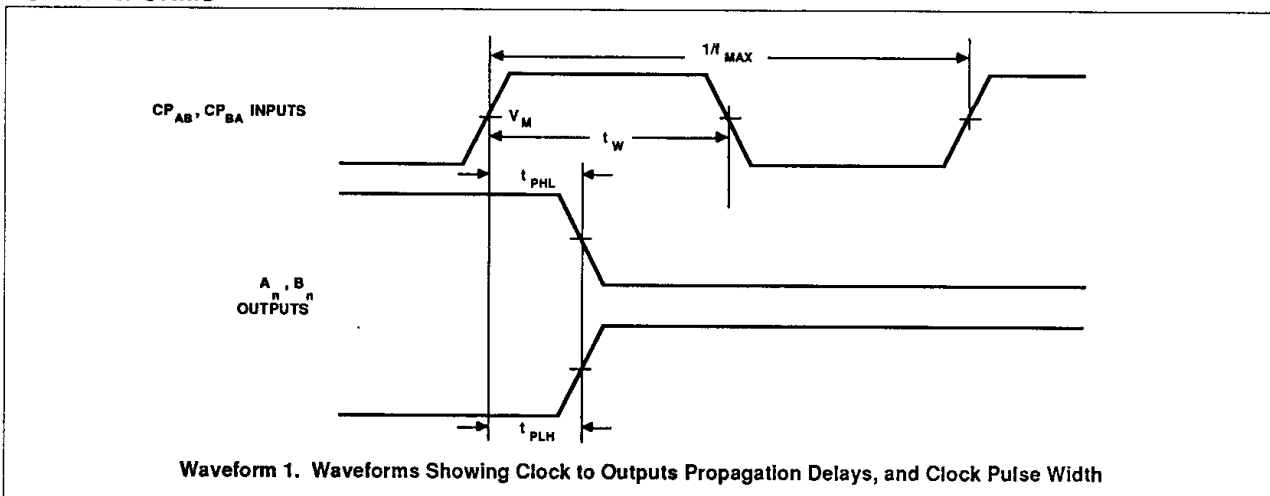 1/f MAX
CP AB, CP BA INPUTS
V M
t W
t PHL
A n, B n
OUTPUTS
t PLH
Waveform 1. Waveforms Showing Clock to Outputs Propagation Delays, and Clock Pulse Width